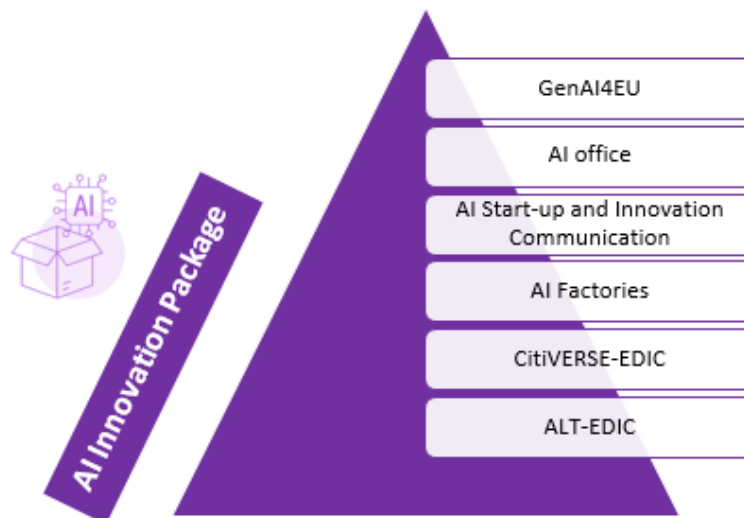 GenAI4EU
AI office
AI Start-up and Innovation
Communication
AI Factories
CitiVERSE-EDIC
ALT-EDIC
AI
AI Innovation Package